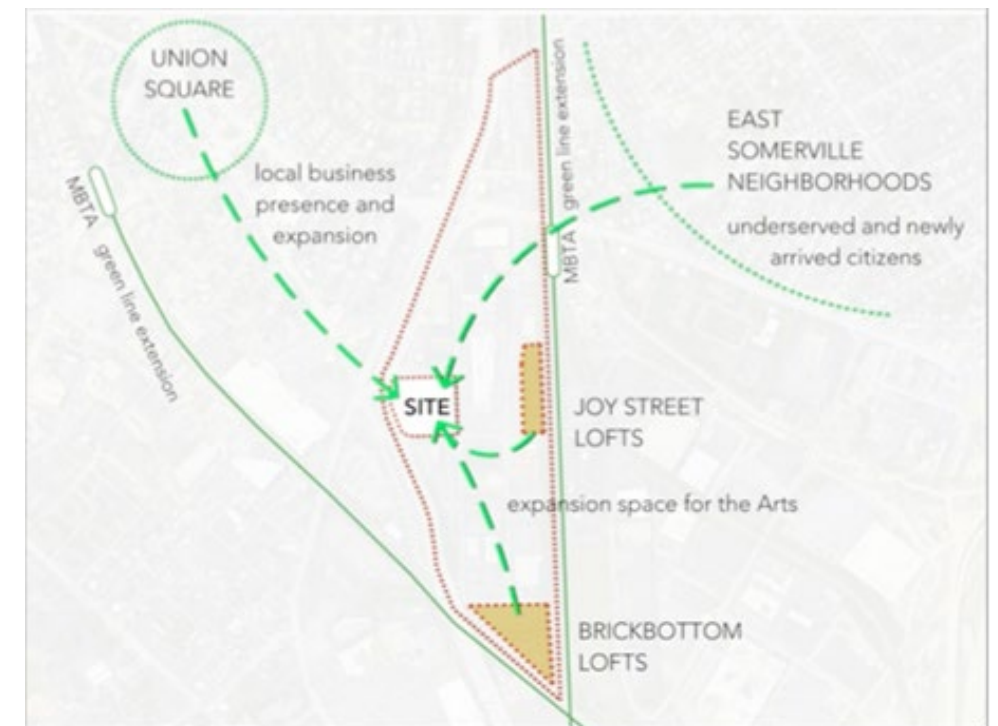 UNION
SQUARE
local business
presence and
expansion
MBTA green line extension
MBTA green line extension
EAST
SOMERVILLE
NEIGHBORHOODS
underserved and newly
arrived citizens
SITE
JOY STREET
LOFTS
expansion space for the Arts
BRICKBOTTOM
LOFTS